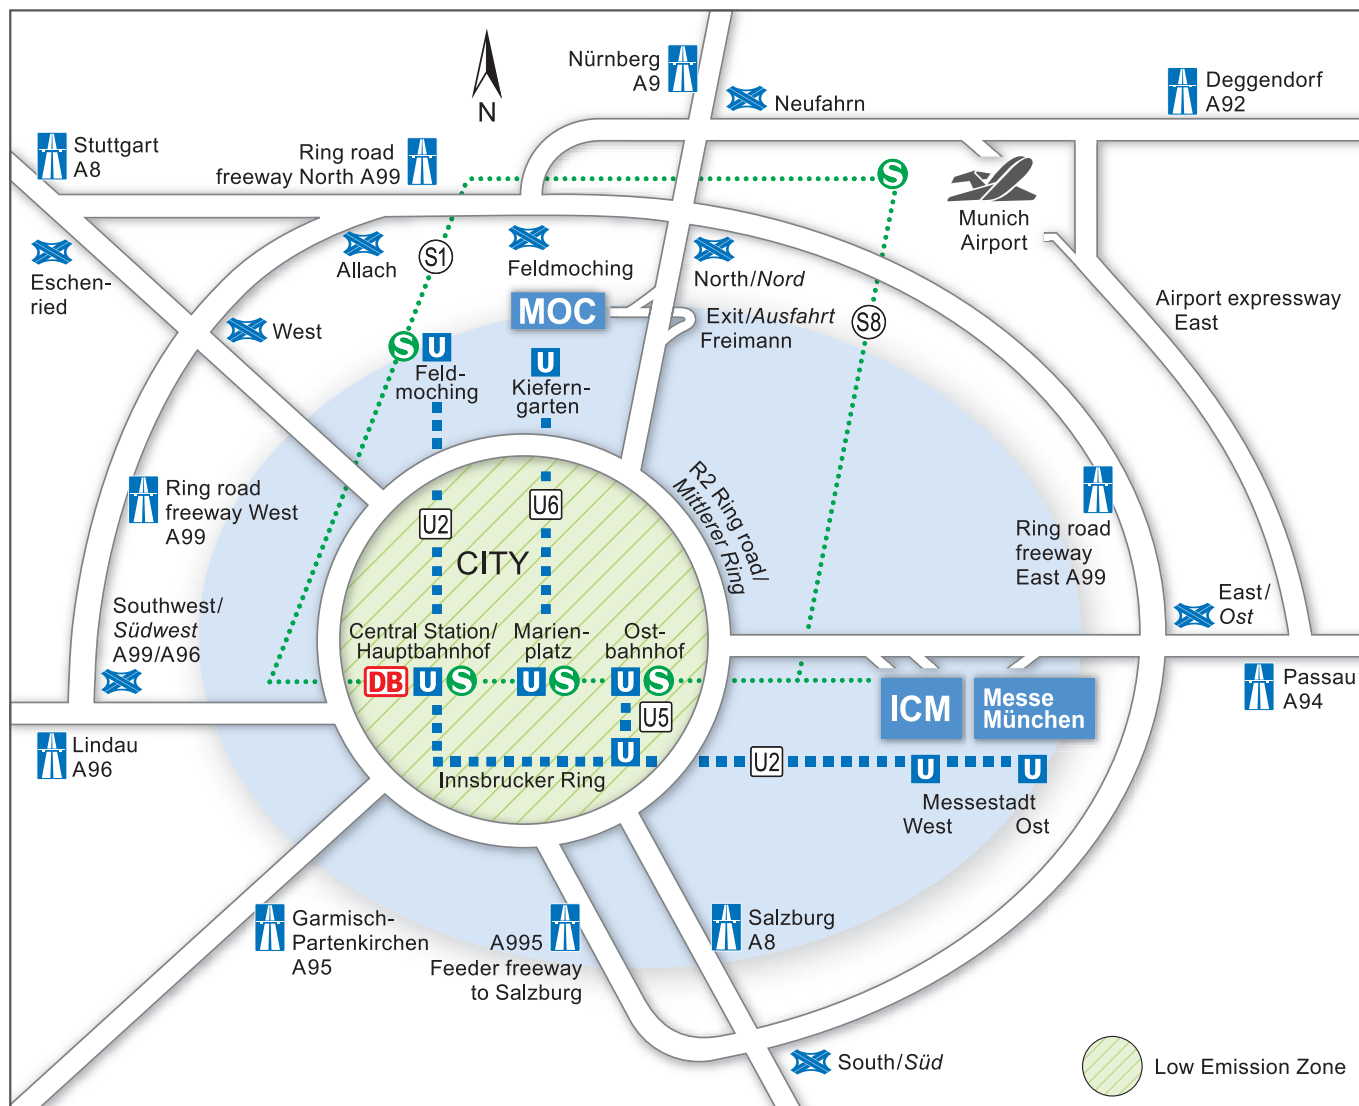 Nürnberg
A9
Neufahrn
Deggendorf
A92
N
Stuttgart
A8
Ring road
freeway North A99
S
Munich
Airport
Eschen-
ried
Allach
S1
Feldmoching
North/Nord
MOC
Exit/Ausfahrt
Freimann
S8
Airport expressway
East
West
S
U
Feld-
moching
U
Kiefern-
garten
Ring road
freeway West
A99
R2 Ring road/
Mittlerer Ring
Ring road
freeway
East A99
U2
U6
CITY
Southwest/
Südwest
A99/A96
East/
Ost
Central Station/
Hauptbahnhof
Marien-
platz
Ost-
bahnhof
DB U S
U S
U S
ICM
Messe
München
Passau
A94
U5
Lindau
A96
U
U2
U
U
Innsbrucker Ring
Messestadt
West
Ost
Garmisch-
Partenkirchen
A95
A995
Feeder freeway
to Salzburg
Salzburg
A8
South/Süd
Low Emission Zone